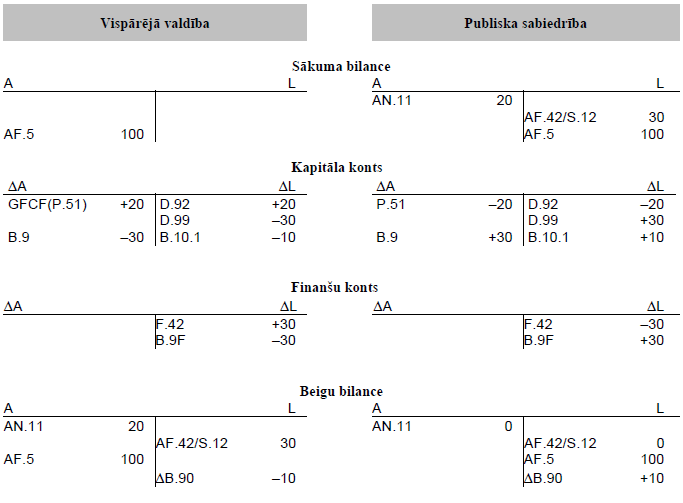 Vispārējā valdība Publiska sabiedrība
Sākuma bilance
A L A L
AN.11 20
AF.42/S.12 30
AF.5 100 AF.5 100
Kapitāla konts
ΔA ΔL ΔA ΔL
GFCF(P.51) +20 D.92 +20 P.51 –20 D.92 –20
D.99 –30 D.99 +30
B.9 –30 B.10.1 –10 B.9 +30 B.10.1 +10
Finanšu konts
ΔA ΔL ΔA ΔL
F.42 +30 F.42 –30
B.9F –30 B.9F +30
Beigu bilance
A L A L
AN.11 20 AN.11 0
AF.42/S.12 30 AF.42/S.12 0
AF.5 100 AF.5 100
ΔB.90 –10 ΔB.90 +10